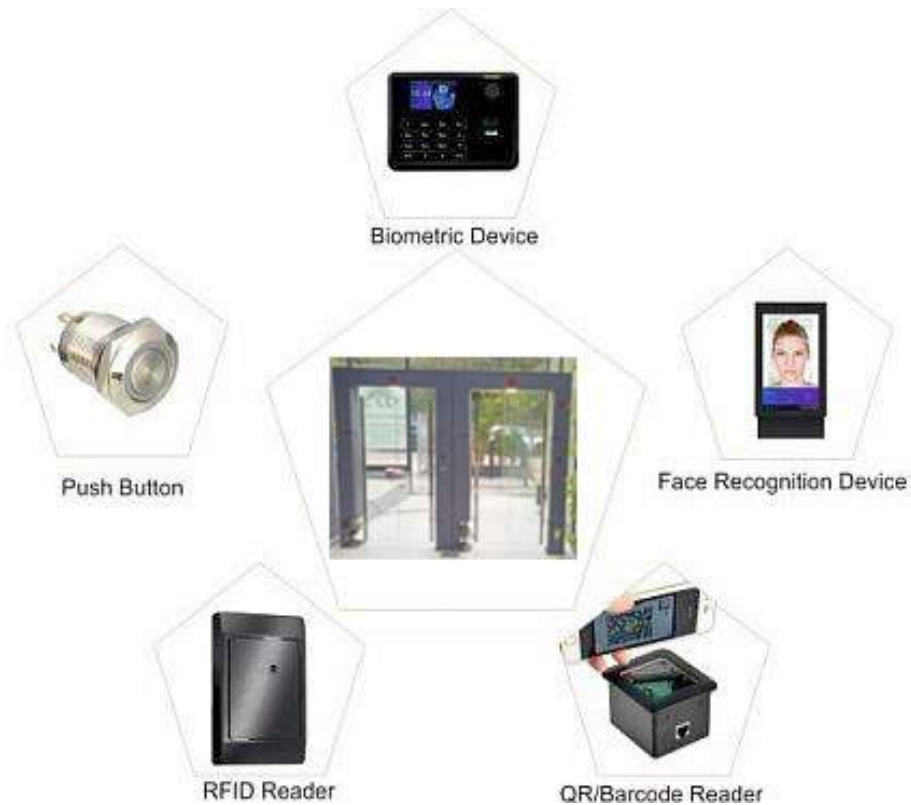 Biometric Device
Push Button
Face Recognition Device
RFID Reader
QR/Barcode Reader